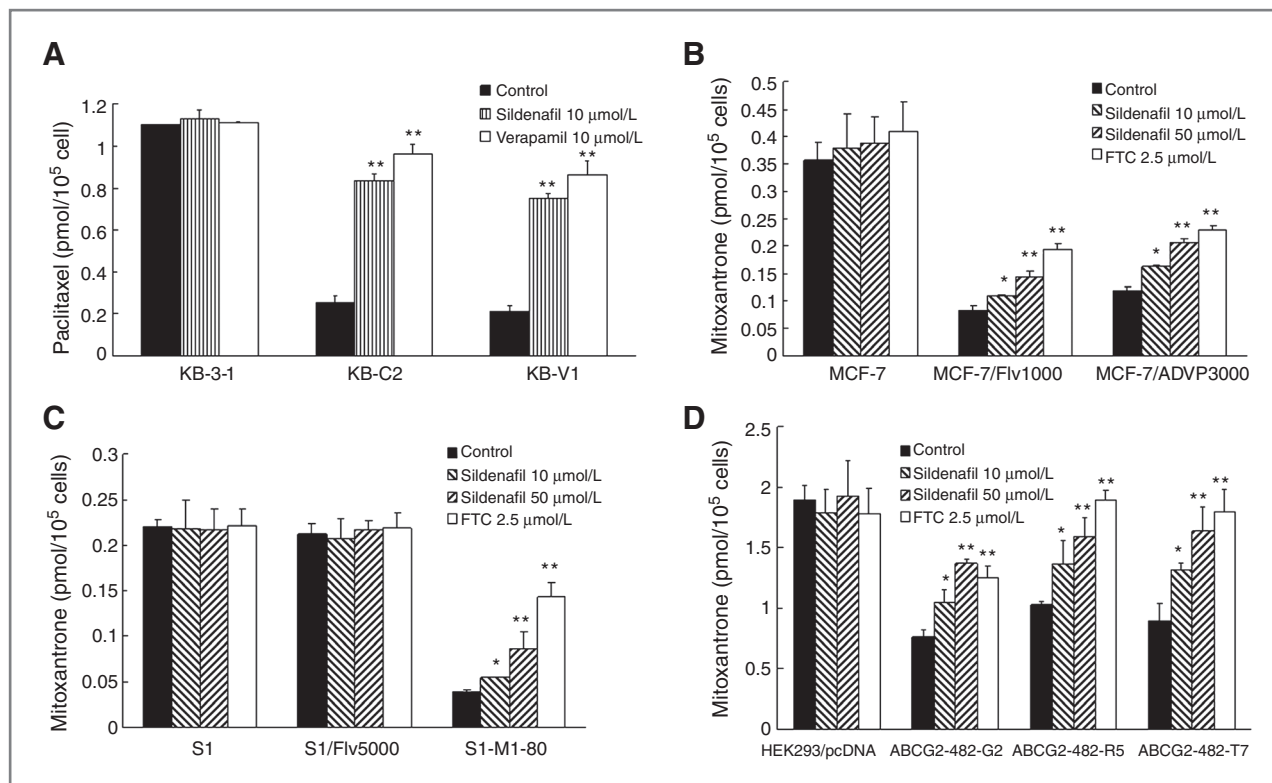 A
Paclitaxel (pmol/10⁵ cell)
1.2
1
0.8
0.6
0.4
0.2
0
Control
Sildenafil 10 μmol/L
Verapamil 10 μmol/L
**
**
**
**
KB-3-1 KB-C2 KB-V1
B
Mitoxantrone (pmol/10⁵ cells)
0.5
0.45
0.4
0.35
0.3
0.25
0.2
0.15
0.1
0.05
0
Control
Sildenafil 10 μmol/L
Sildenafil 50 μmol/L
FTC 2.5 μmol/L
*
**
**
*
**
**
MCF-7 MCF-7/Flv1000 MCF-7/ADVP3000
C
Mitoxantrone (pmol/10⁵ cells)
0.3
0.25
0.2
0.15
0.1
0.05
0
Control
Sildenafil 10 μmol/L
Sildenafil 50 μmol/L
FTC 2.5 μmol/L
*
**
**
S1 S1/Flv5000 S1-M1-80
D
Mitoxantrone (pmol/10⁵ cells)
2.5
2
1.5
1
0.5
0
Control
Sildenafil 10 μmol/L
Sildenafil 50 μmol/L
FTC 2.5 μmol/L
*
**
**
*
**
**
*
**
**
HEK293/pcDNA ABCG2-482-G2 ABCG2-482-R5 ABCG2-482-T7